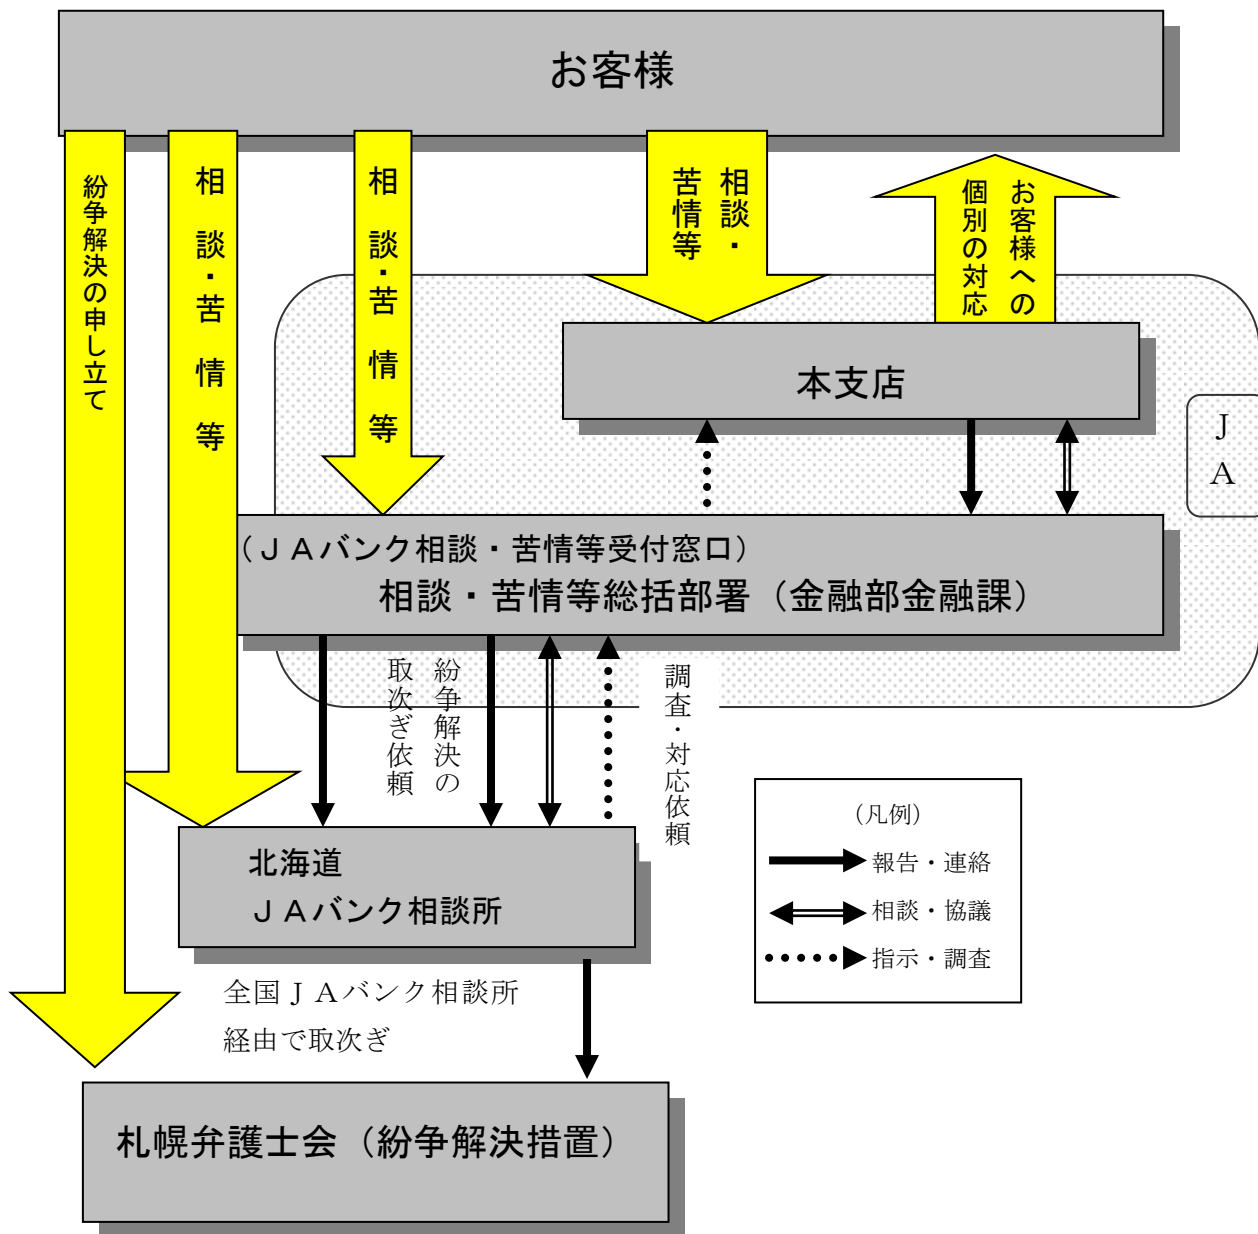 お客様
紛争解決の申し立て
相談・苦情等
相談・苦情等
相談・
苦情等
お客様への
個別の対応
本支店
ＪＡ
（ＪＡバンク相談・苦情等受付窓口）
相談・苦情等総括部署（金融部金融課）
紛争解決の
取次ぎ依頼
調査・対応依頼
北海道
ＪＡバンク相談所
（凡例）
報告・連絡
相談・協議
指示・調査
全国ＪＡバンク相談所
経由で取次ぎ
札幌弁護士会（紛争解決措置）